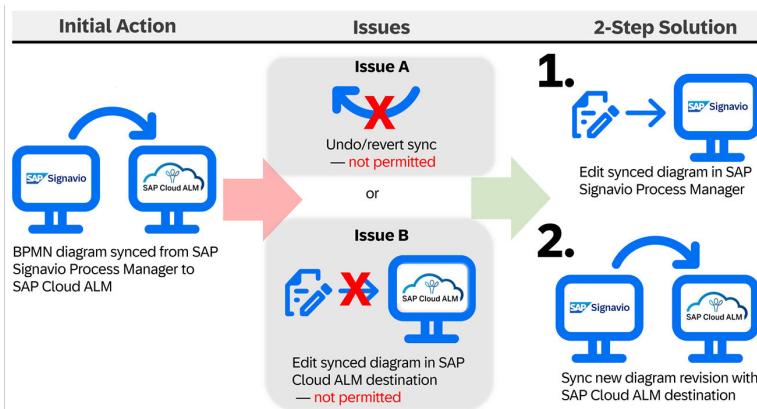 Initial Action
Issues
2-Step Solution
SAP Signavio
SAP Cloud ALM
BPMN diagram synced from SAP
Signavio Process Manager to
SAP Cloud ALM
Issue A
X
Undo/revert sync
— not permitted
or
Issue B
X
SAP Cloud ALM
Edit synced diagram in SAP
Cloud ALM destination
— not permitted
1.
SAP Signavio
Edit synced diagram in SAP
Signavio Process Manager
2.
SAP Signavio
SAP Cloud ALM
Sync new diagram revision with
SAP Cloud ALM destination